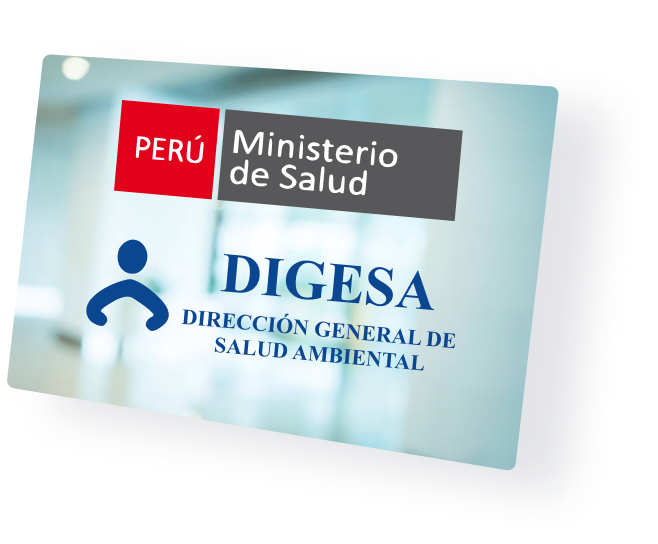 PERÚ
Ministerio
de Salud
DIGESA
DIRECCIÓN GENERAL DE
SALUD AMBIENTAL